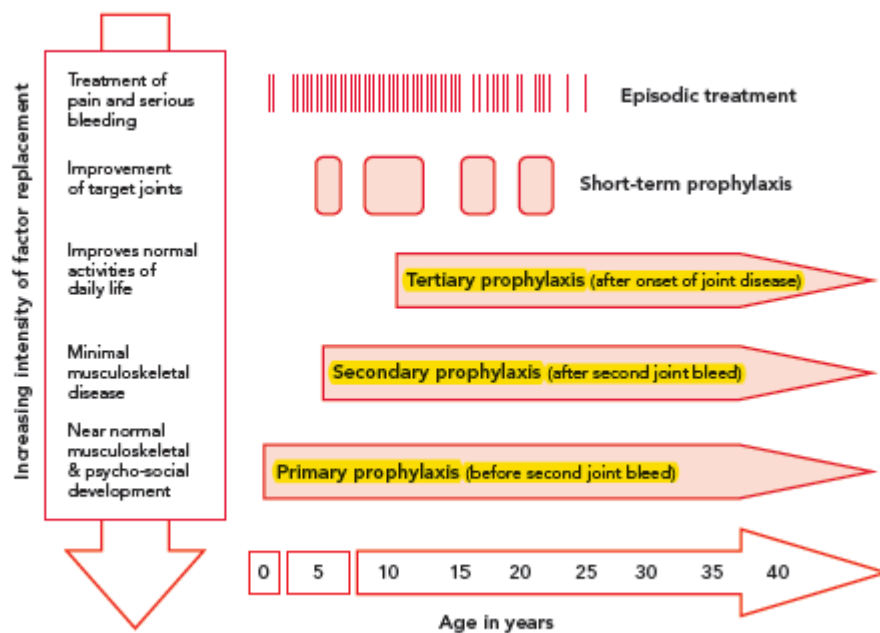 Increasing intensity of factor replacement
Treatment of
pain and serious
bleeding
Episodic treatment
Improvement
of target joints
Short-term prophylaxis
Improves normal
activities of
daily life
Tertiary prophylaxis (after onset of joint disease)
Minimal
musculoskeletal
disease
Secondary prophylaxis (after second joint bleed)
Near normal
musculoskeletal
& psycho-social
development
Primary prophylaxis (before second joint bleed)
0 5 10 15 20 25 30 35 40
Age in years